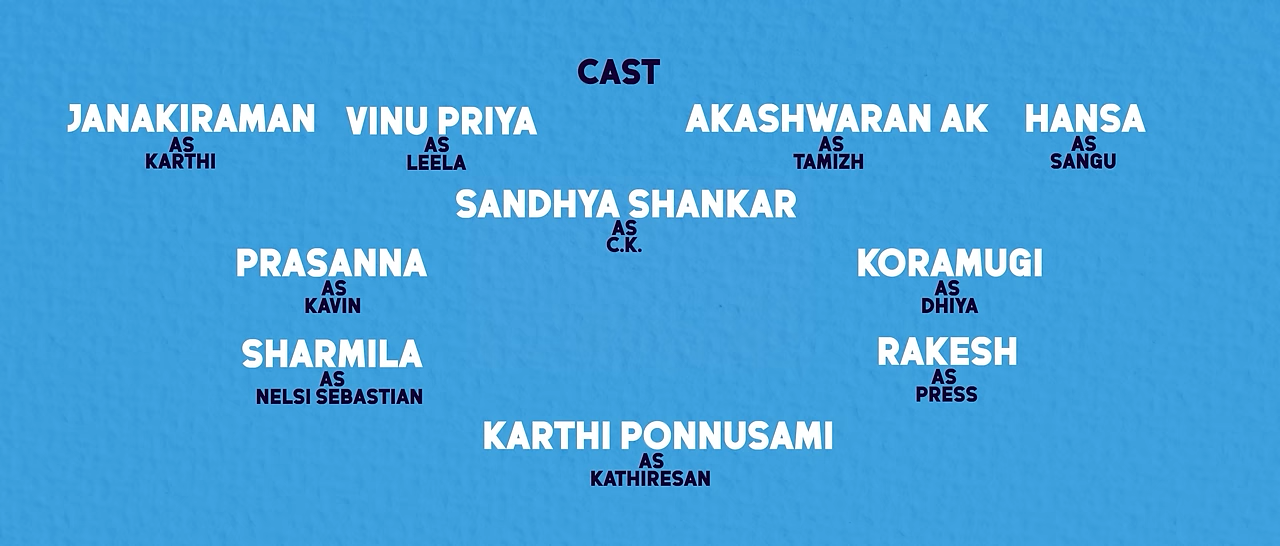 CAST
JANAKIRAMAN
AS
KARTHI
VINU PRIYA
AS
LEELA
AKASHWARAN AK
AS
TAMIZH
HANSA
AS
SANGU
SANDHYA SHANKAR
AS
C.K.
PRASANNA
AS
KAVIN
KORAMUGI
AS
DHIYA
SHARMILA
AS
NELSI SEBASTIAN
RAKESH
AS
PRESS
KARTHI PONNUSAMI
AS
KATHIRESAN